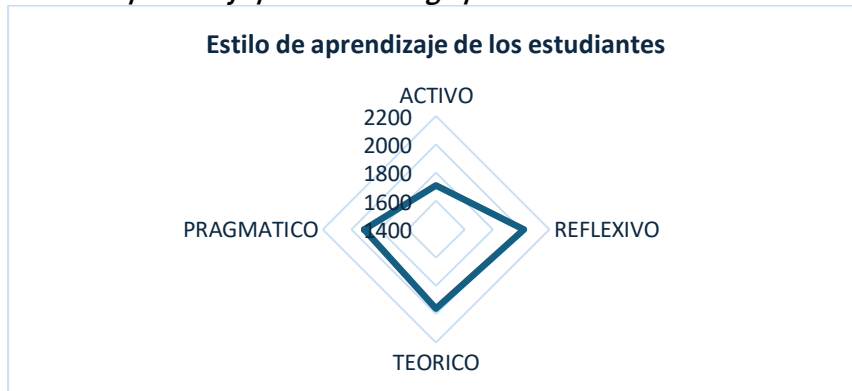 Estilo de aprendizaje de los estudiantes
ACTIVO
2200
2000
1800
1600
PRAGMATICO
1400
REFLEXIVO
TEORICO